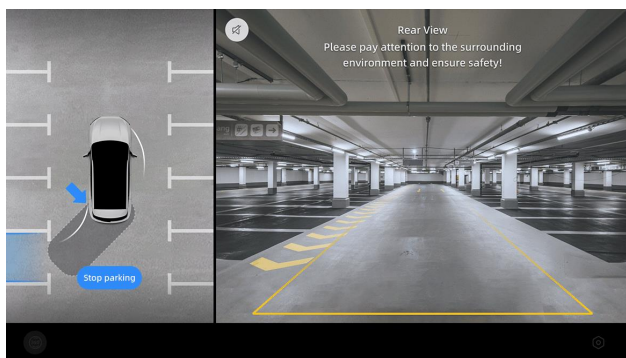 Rear View
Please pay attention to the surrounding
environment and ensure safety!
Stop parking